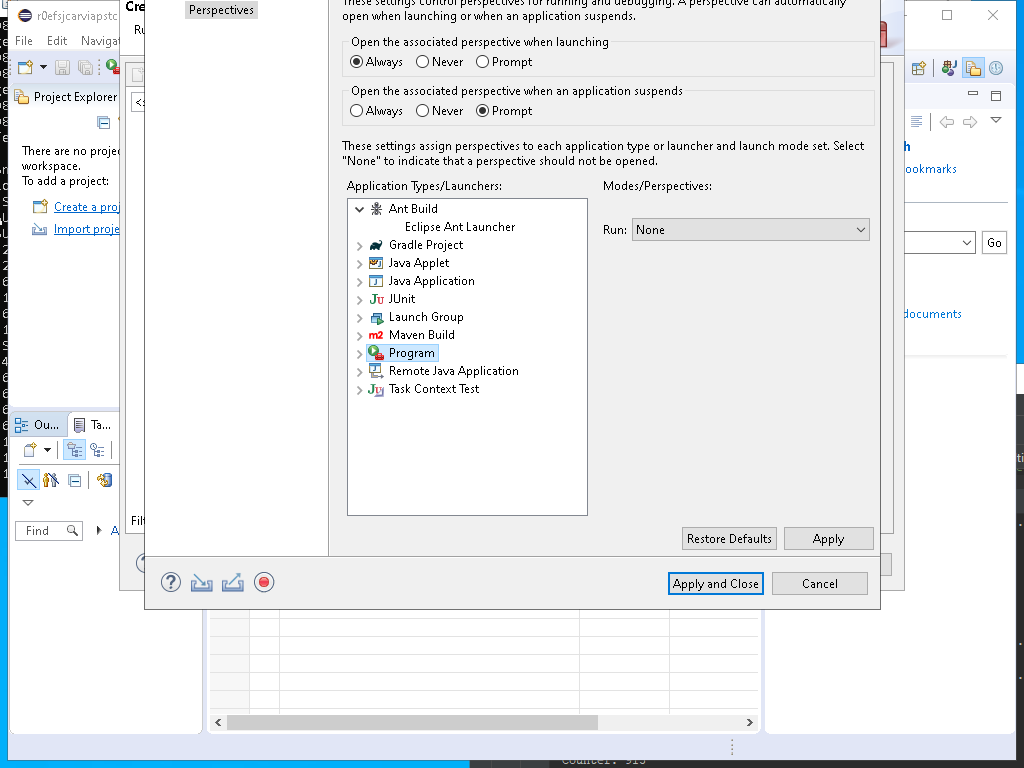 r0efsjcarviapstc
Cre
Perspectives
These settings control perspectives for running and debugging. A perspective can automatically
open when launching or when an application suspends.
File Edit Navigat
Ru
Open the associated perspective when launching
Always Never Prompt
Project Explorer
Open the associated perspective when an application suspends
Always Never Prompt
There are no proje
workspace.
To add a project:
Create a proj
Import proje
These settings assign perspectives to each application type or launcher and launch mode set. Select
"None" to indicate that a perspective should not be opened.
Application Types/Launchers:
Modes/Perspectives:
Ant Build
Eclipse Ant Launcher
Gradle Project
Java Applet
Java Application
JUnit
Launch Group
Maven Build
Program
Remote Java Application
Task Context Test
Run: None
h
ookmarks
Go
documents
Ou...
Ta...
Find
A
Filt
Restore Defaults
Apply
Apply and Close
Cancel
Counter: 913